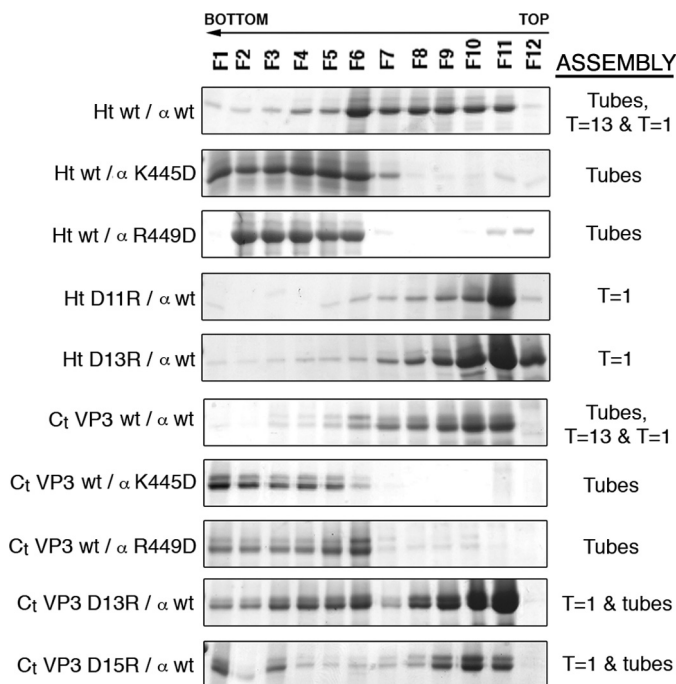 BOTTOM TOP
F1 F2 F3 F4 F5 F6 F7 F8 F9 F10 F11 F12
ASSEMBLY
Ht wt / α wt
Tubes,
T=13 & T=1
Ht wt / α K445D
Tubes
Ht wt / α R449D
Tubes
Ht D11R / α wt
T=1
Ht D13R / α wt
T=1
Ct VP3 wt / α wt
Tubes,
T=13 & T=1
Ct VP3 wt / α K445D
Tubes
Ct VP3 wt / α R449D
Tubes
Ct VP3 D13R / α wt
T=1 & tubes
Ct VP3 D15R / α wt
T=1 & tubes